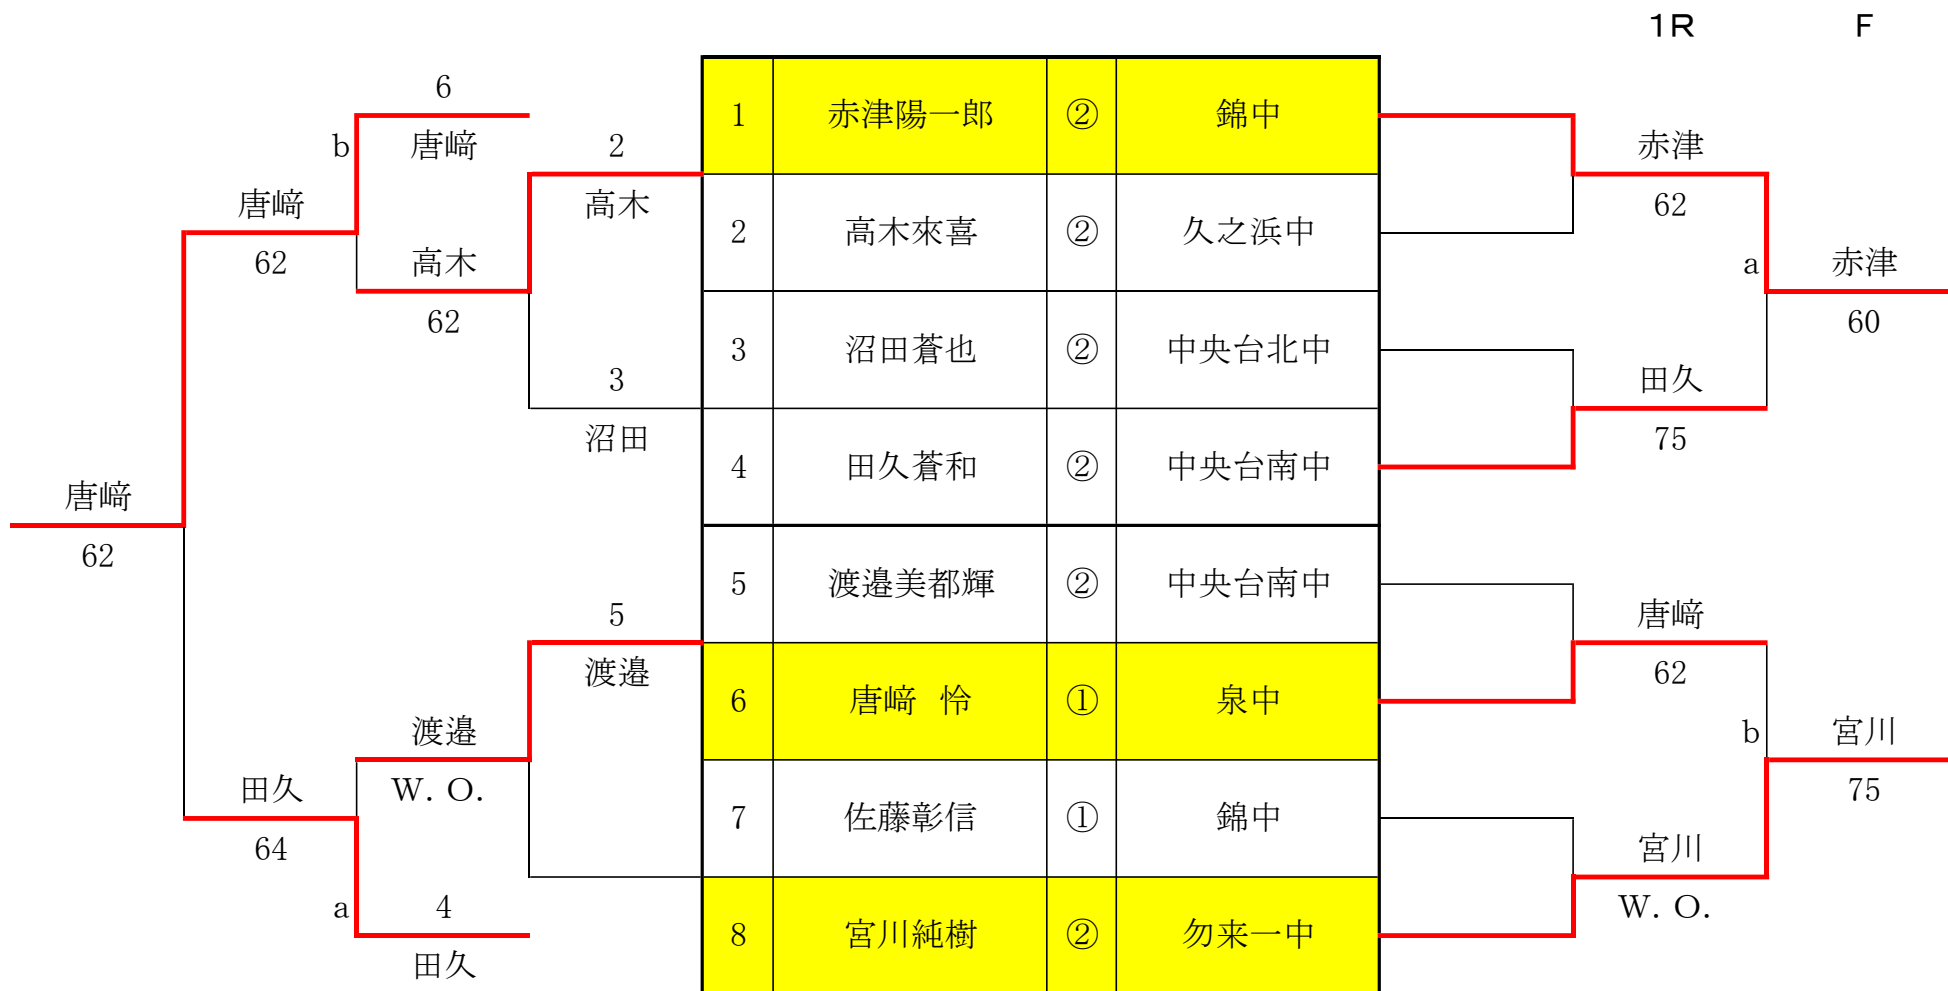 1R F
6
唐﨑
b
2
高木
唐﨑
62
高木
62
3
沼田
唐﨑
62
5
渡邉
渡邉
W. O.
田久
64
a
4
田久
1 赤津陽一郎 ② 錦中
2 高木來喜 ② 久之浜中
3 沼田蒼也 ② 中央台北中
4 田久蒼和 ② 中央台南中
5 渡邉美都輝 ② 中央台南中
6 唐﨑 怜 ① 泉中
7 佐藤彰信 ① 錦中
8 宮川純樹 ② 勿来一中
赤津
62
a
赤津
60
田久
75
唐﨑
62
b
宮川
75
宮川
W. O.